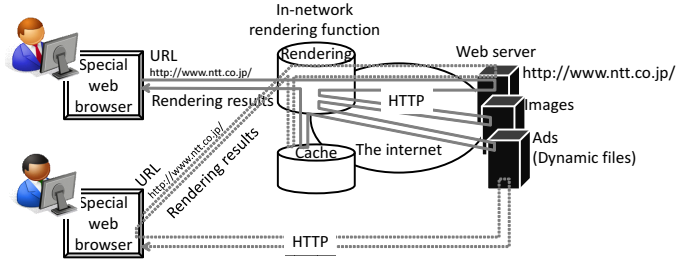 In-network
rendering function
Rendering
URL
http://www.ntt.co.jp/
Rendering results
Special
web
browser
Web server
http://www.ntt.co.jp/
HTTP
Images
Ads
(Dynamic files)
The internet
Cache
URL
http://www.ntt.co.jp/
Rendering results
Special
web
browser
HTTP